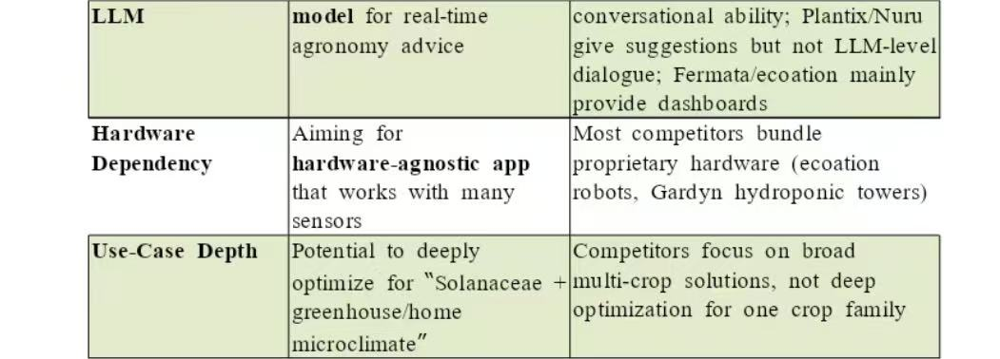 LLM
model for real-time
agronomy advice
conversational ability; Plantix/Nuru
give suggestions but not LLM-level
dialogue; Fermata/ecoation mainly
provide dashboards
Hardware
Dependency
Aiming for
hardware-agnostic app
that works with many
sensors
Most competitors bundle
proprietary hardware (ecoation
robots, Gardyn hydroponic towers)
Use-Case Depth
Potential to deeply
optimize for “Solanaceae +
greenhouse/home
microclimate”
Competitors focus on broad
multi-crop solutions, not deep
optimization for one crop family